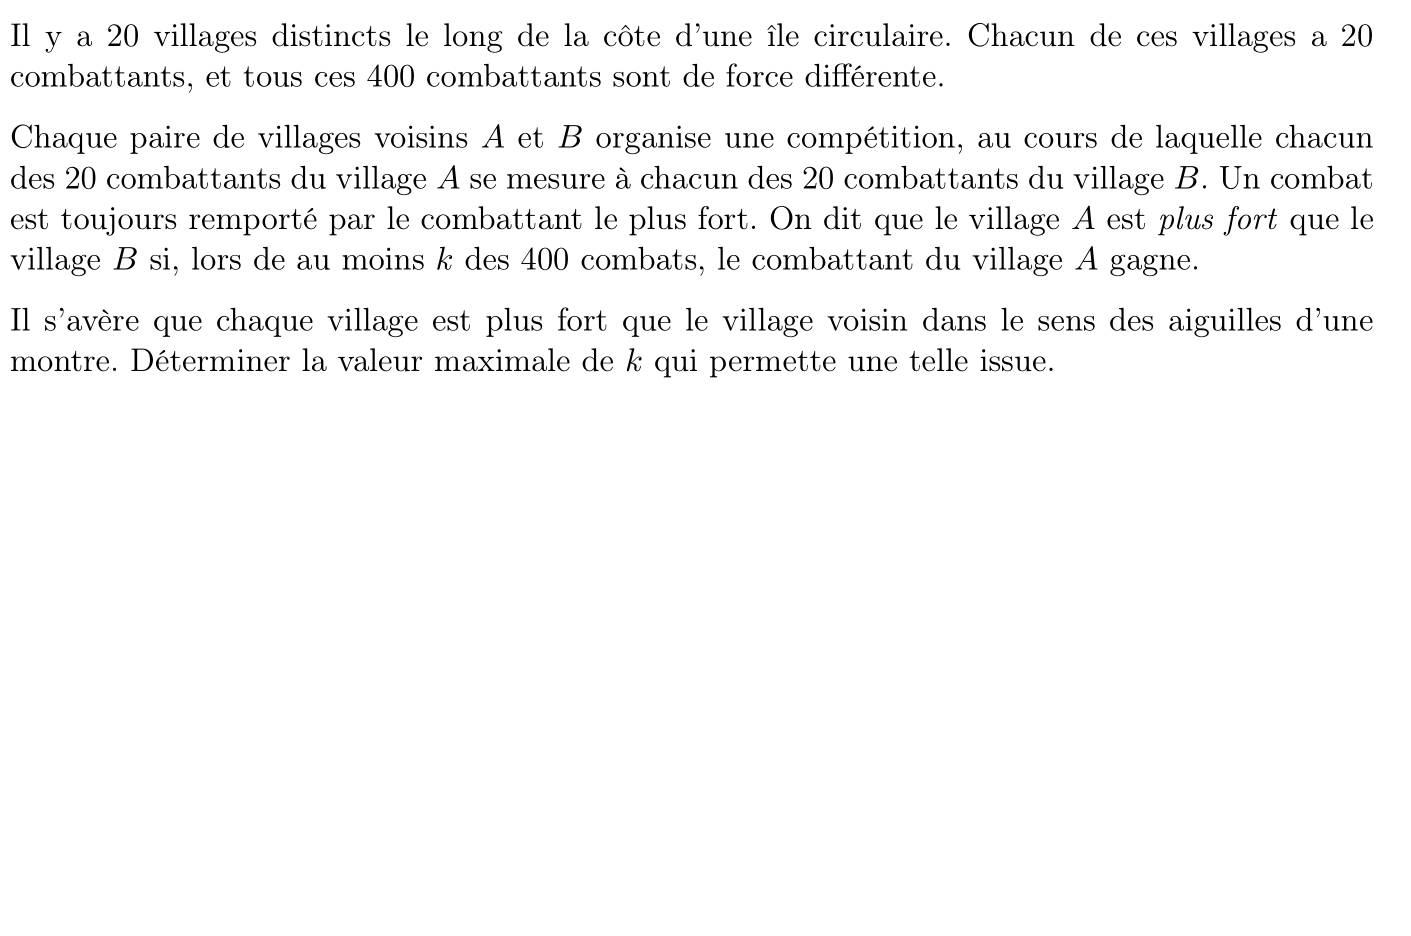 Il y a 20 villages distincts le long de la côte d'une île circulaire. Chacun de ces villages a 20
combattants, et tous ces 400 combattants sont de force différente.
Chaque paire de villages voisins A et B organise une compétition, au cours de laquelle chacun
des 20 combattants du village A se mesure à chacun des 20 combattants du village B. Un combat
est toujours remporté par le combattant le plus fort. On dit que le village A est plus fort que le
village B si, lors de au moins k des 400 combats, le combattant du village A gagne.
Il s'avère que chaque village est plus fort que le village voisin dans le sens des aiguilles d'une
montre. Déterminer la valeur maximale de k qui permette une telle issue.